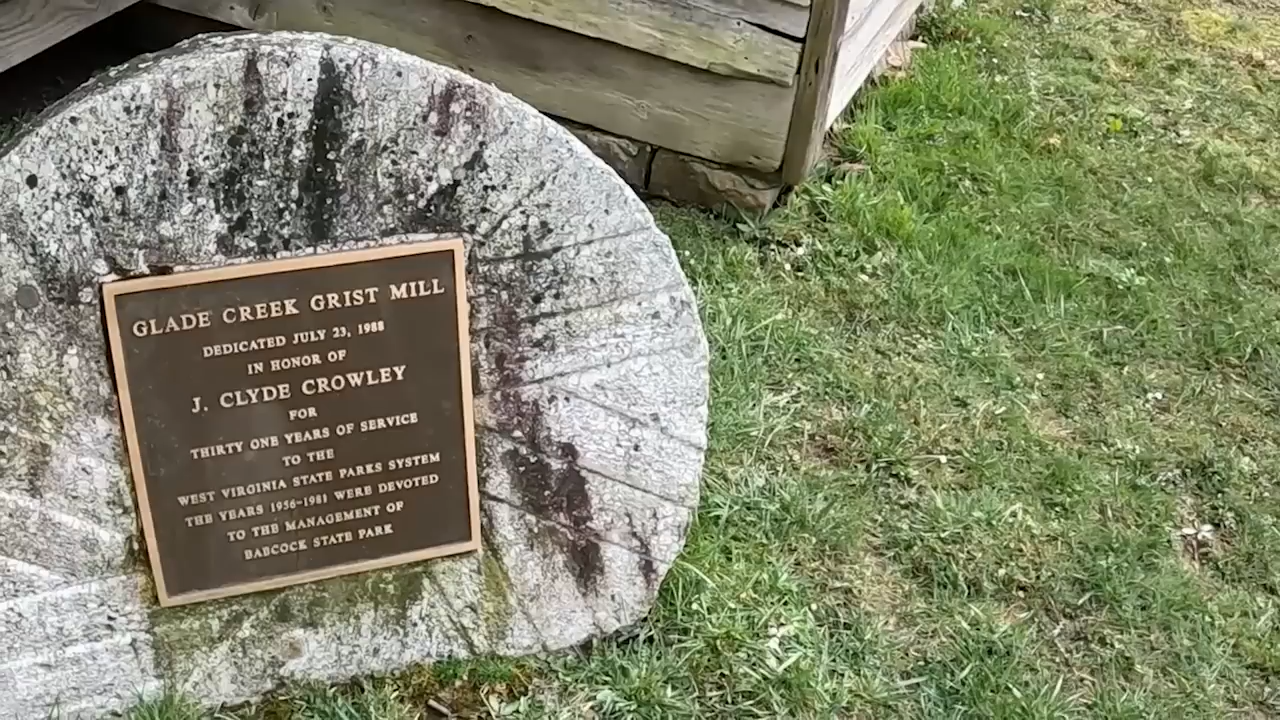 GLADE CREEK GRIST MILL
DEDICATED JULY 23, 1988
IN HONOR OF
J. CLYDE CROWLEY
FOR
THIRTY ONE YEARS OF SERVICE
TO THE
WEST VIRGINIA STATE PARKS SYSTEM
THE YEARS 1956-1981 WERE DEVOTED
TO THE MANAGEMENT OF
BABCOCK STATE PARK